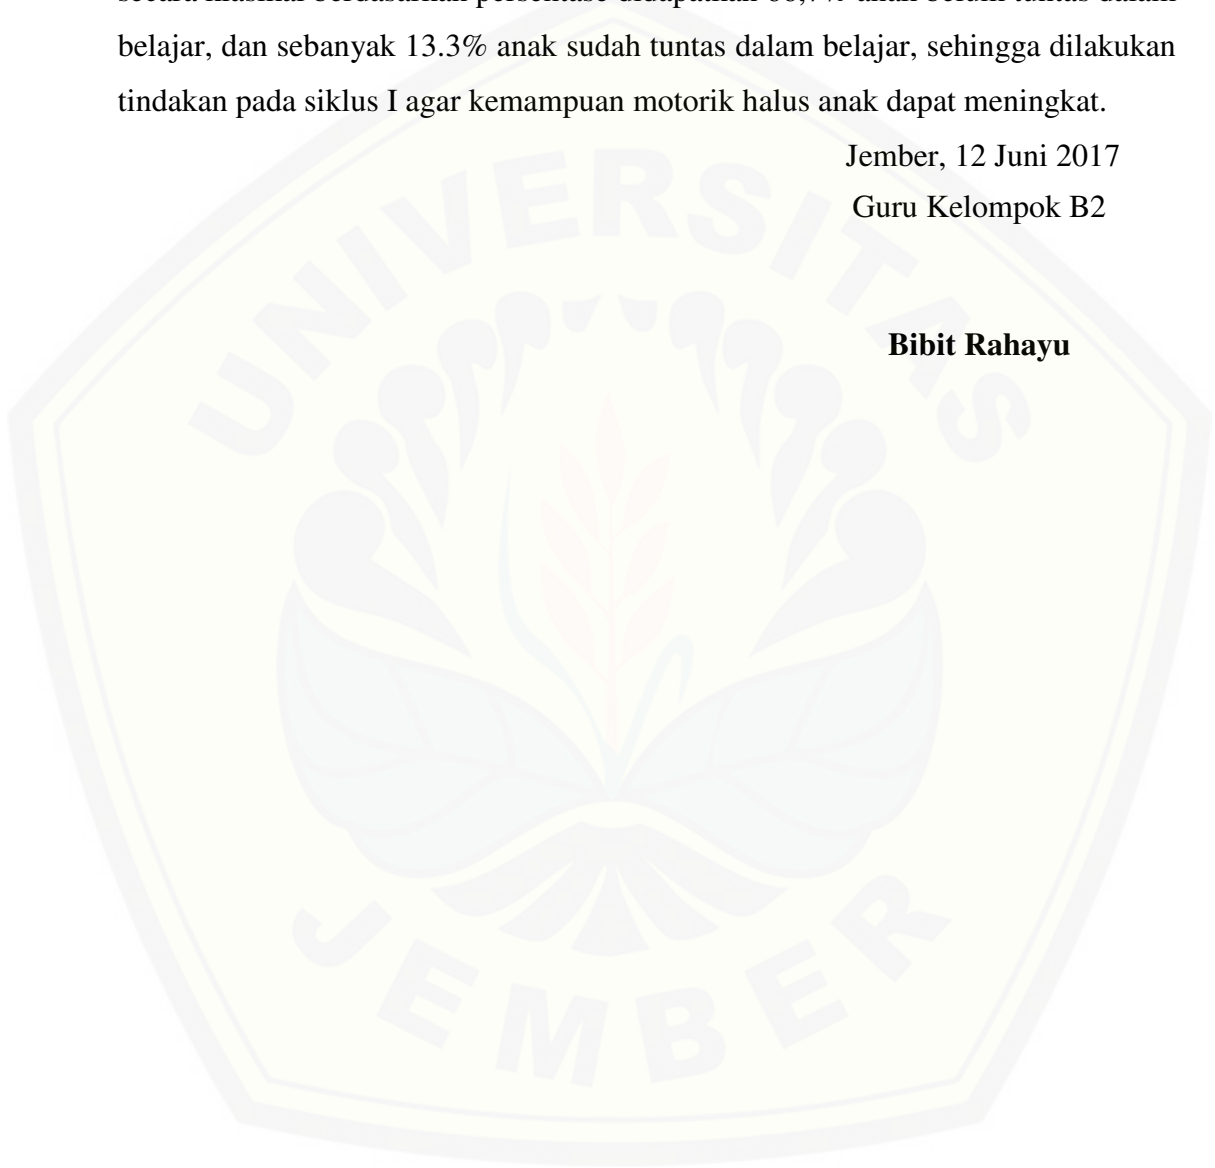 belajar, dan sebanyak 13.3% anak sudah tuntas dalam belajar, sehingga dilakukan
tindakan pada siklus I agar kemampuan motorik halus anak dapat meningkat.
Jember, 12 Juni 2017
Guru Kelompok B2
Bibit Rahayu
UNIVERSITAS
JEMBER